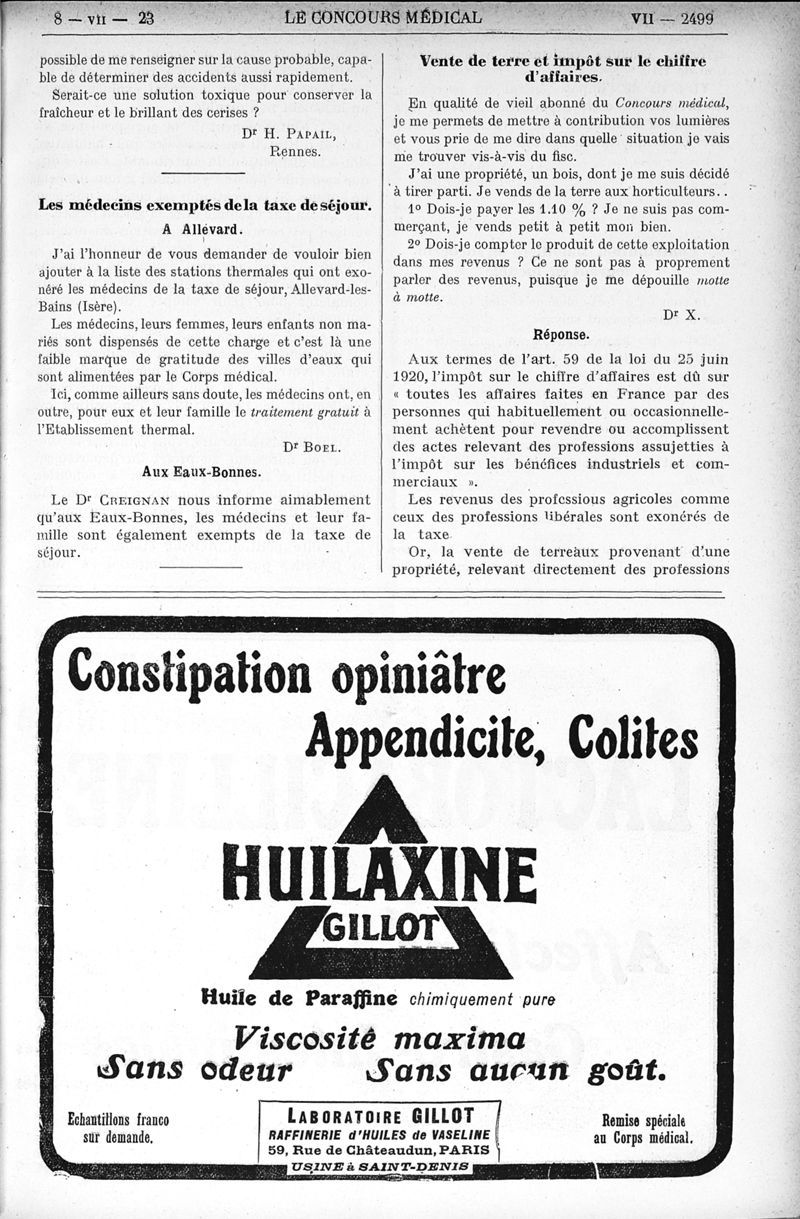 8 — VII — 23
LE CONCOURS MÉDICAL
VII — 2499
possible de me renseigner sur la cause probable, capa-
ble de déterminer des accidents aussi rapidement.
Serait-ce une solution toxique pour conserver la
fraîcheur et le brillant des cerises ?
Dr H. PAPAIL,
Rennes.
Les médecins exemptés de la taxe de séjour.
A Allevard.
J'ai l'honneur de vous demander de vouloir bien
ajouter à la liste des stations thermales qui ont exo-
néré les médecins de la taxe de séjour, Allevard-les-
Bains (Isère).
Les médecins, leurs femmes, leurs enfants non ma-
riés sont dispensés de cette charge et c'est là une
faible marque de gratitude des villes d'eaux qui
sont alimentées par le Corps médical.
Ici, comme ailleurs sans doute, les médecins ont, en
outre, pour eux et leur famille le traitement gratuit à
l'Etablissement thermal.
Dr BOEL.
Aux Eaux-Bonnes.
Le Dr CREIGNAN nous informe aimablement
qu'aux Eaux-Bonnes, les médecins et leur fa-
mille sont également exempts de la taxe de
séjour.
Vente de terre et impôt sur le chiffre
d'affaires.
En qualité de vieil abonné du Concours médical,
je me permets de mettre à contribution vos lumières
et vous prie de me dire dans quelle situation je vais
me trouver vis-à-vis du fisc.
J'ai une propriété, un bois, dont je me suis décidé
à tirer parti. Je vends de la terre aux horticulteurs..
1º Dois-je payer les 1.10 % ? Je ne suis pas com-
merçant, je vends petit à petit mon bien.
2º Dois-je compter le produit de cette exploitation
dans mes revenus ? Ce ne sont pas à proprement
parler des revenus, puisque je me dépouille motte
à motte.
Dr X.
Réponse.
Aux termes de l'art. 59 de la loi du 25 juin
1920, l'impôt sur le chiffre d'affaires est dû sur
« toutes les affaires faites en France par des
personnes qui habituellement ou occasionnelle-
ment achètent pour revendre ou accomplissent
des actes relevant des professions assujetties à
l'impôt sur les bénéfices industriels et com-
merciaux ».
Les revenus des professious agricoles comme
ceux des professions libérales sont exonérés de
la taxe
Or, la vente de terreaux provenant d'une
propriété, relevant directement des professions
Constipation opiniâtre
Appendicite, Colites
HUILAXINE
GILLOT
Huile de Paraffine chimiquement pure
Viscosité maxima
Sans odeur Sans aucun goût.
Echantillons franco
sur demande.
LABORATOIRE GILLOT
RAFFINERIE d'HUILES de VASELINE
59, Rue de Châteaudun, PARIS
USINE à SAINT-DENIS
Remise spéciale
au Corps médical.